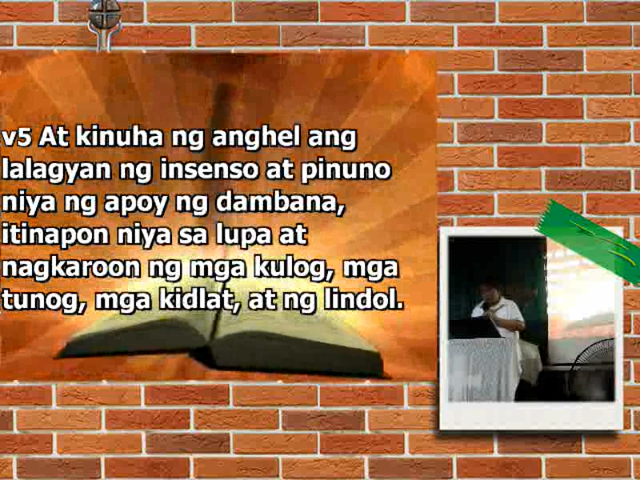 v5 At kinuha ng anghel ang
lalagyan ng insenso at pinuno
niya ng apoy ng dambana,
itinapon niya sa lupa at
nagkaroon ng mga kulog, mga
tunog, mga kidlat, at ng lindol.